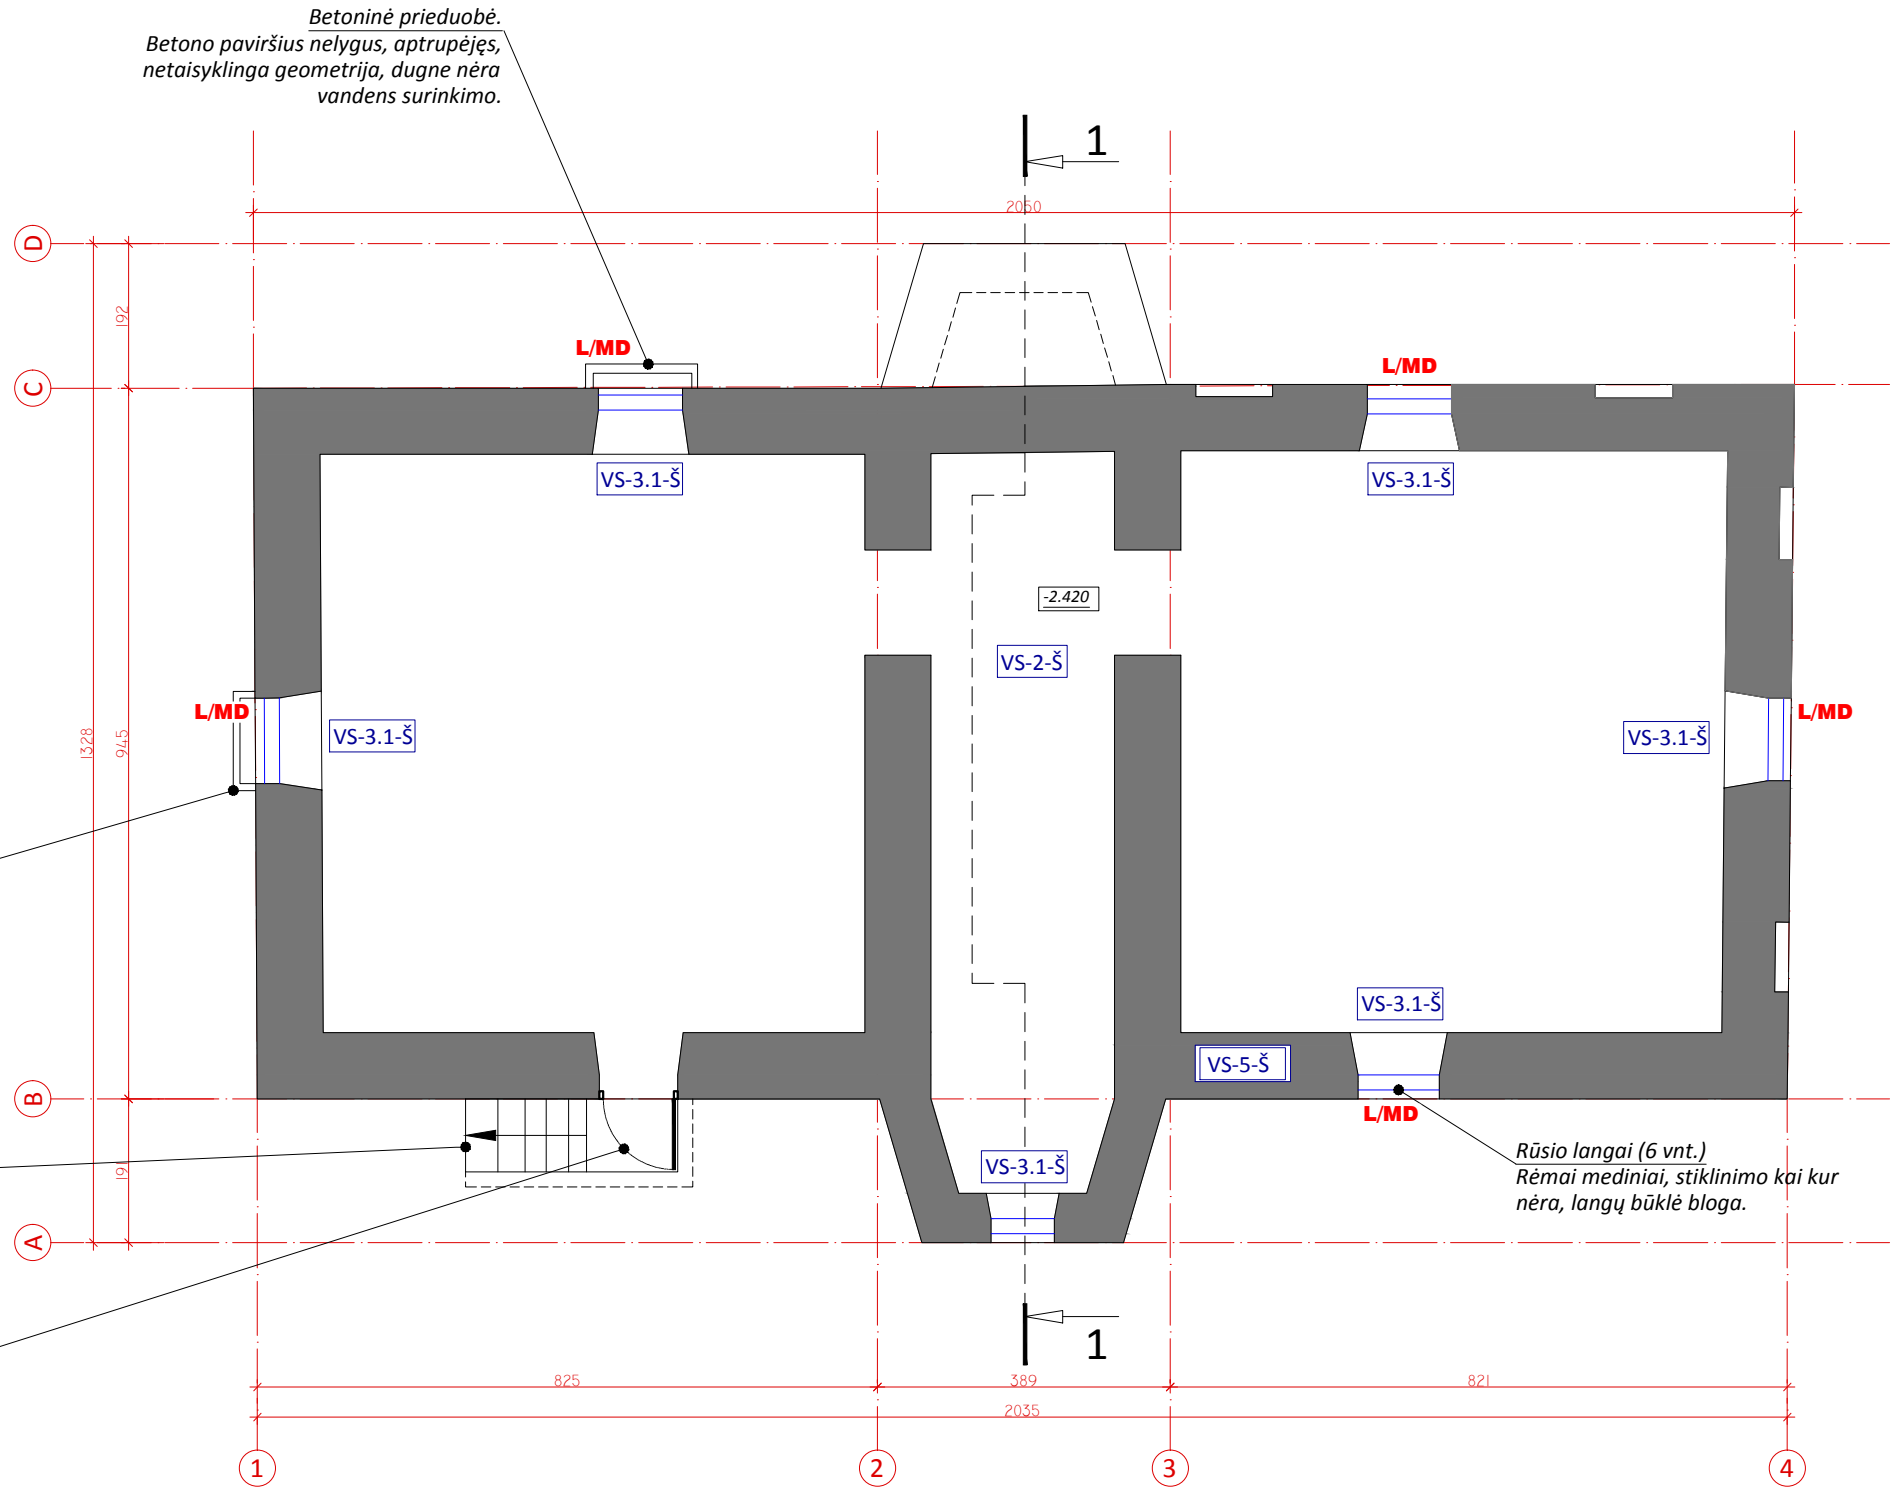 Betoninė prieduobė.
Betono paviršius nelygus, aptrupėjęs,
netaisyklinga geometrija, dugne nėra
vandens surinkimo.
1
2050
D
192
L/MD
L/MD
C
VS-3.1-Š
VS-3.1-Š
-2.420
VS-2-Š
L/MD
VS-3.1-Š
VS-3.1-Š
L/MD
1328
945
VS-3.1-Š
VS-5-Š
B
L/MD
191
VS-3.1-Š
Rūsio langai (6 vnt.)
Rėmai mediniai, stiklinimo kai kur
nėra, langų būklė bloga.
A
1
825
389
821
2035
1
2
3
4